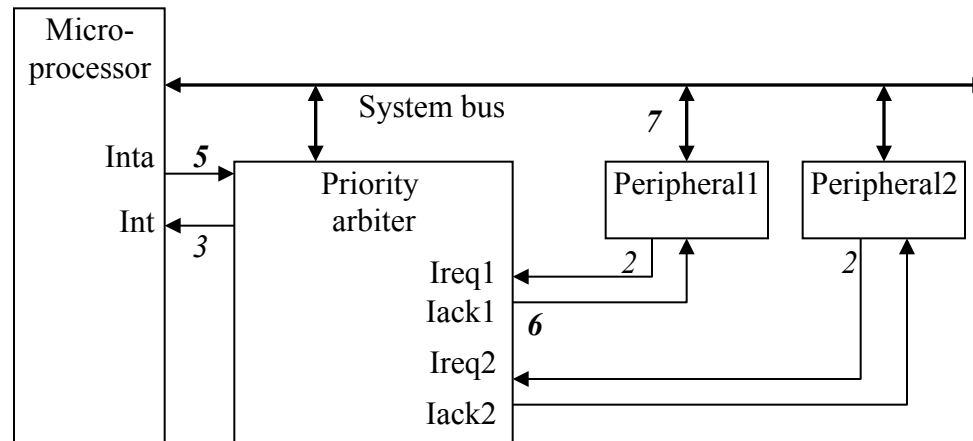 Micro-
processor
System bus
7
Inta
5
Priority
arbiter
Peripheral1
Peripheral2
Int
3
2
2
Ireq1
Iack1
6
Ireq2
Iack2